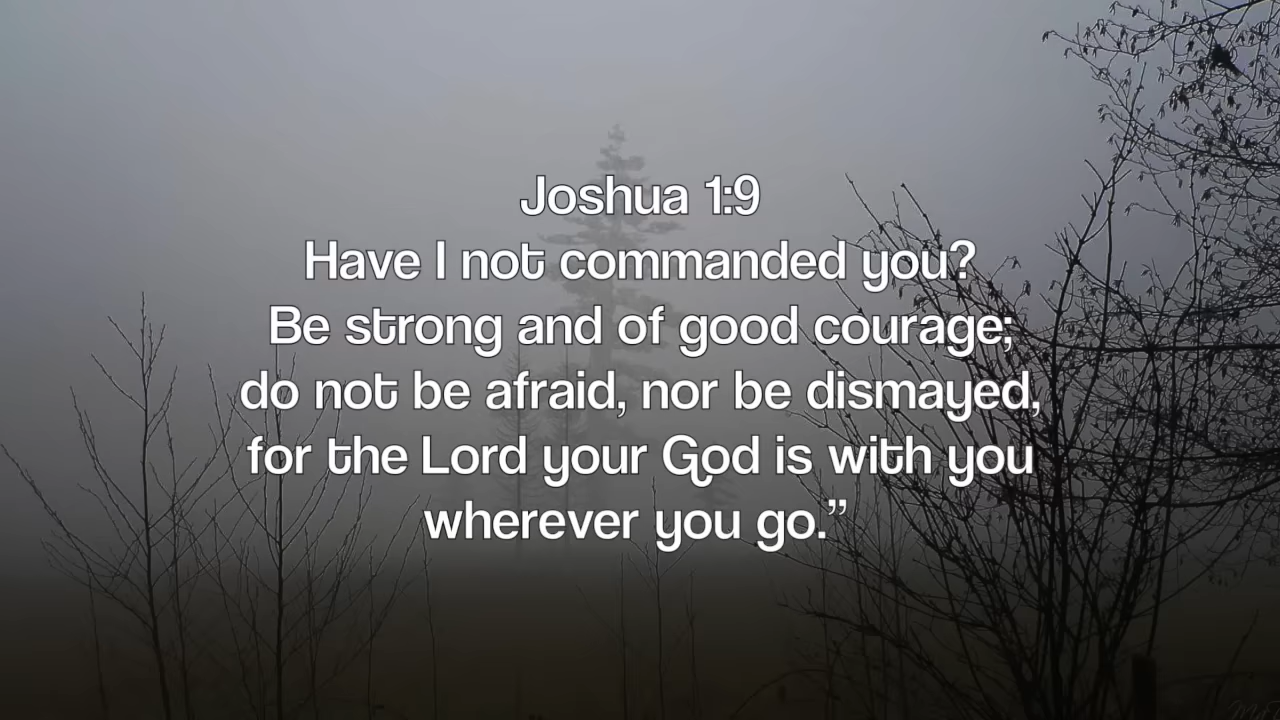 Joshua 1:9
Have I not commanded you?
Be strong and of good courage;
do not be afraid, nor be dismayed,
for the Lord your God is with you
wherever you go.”